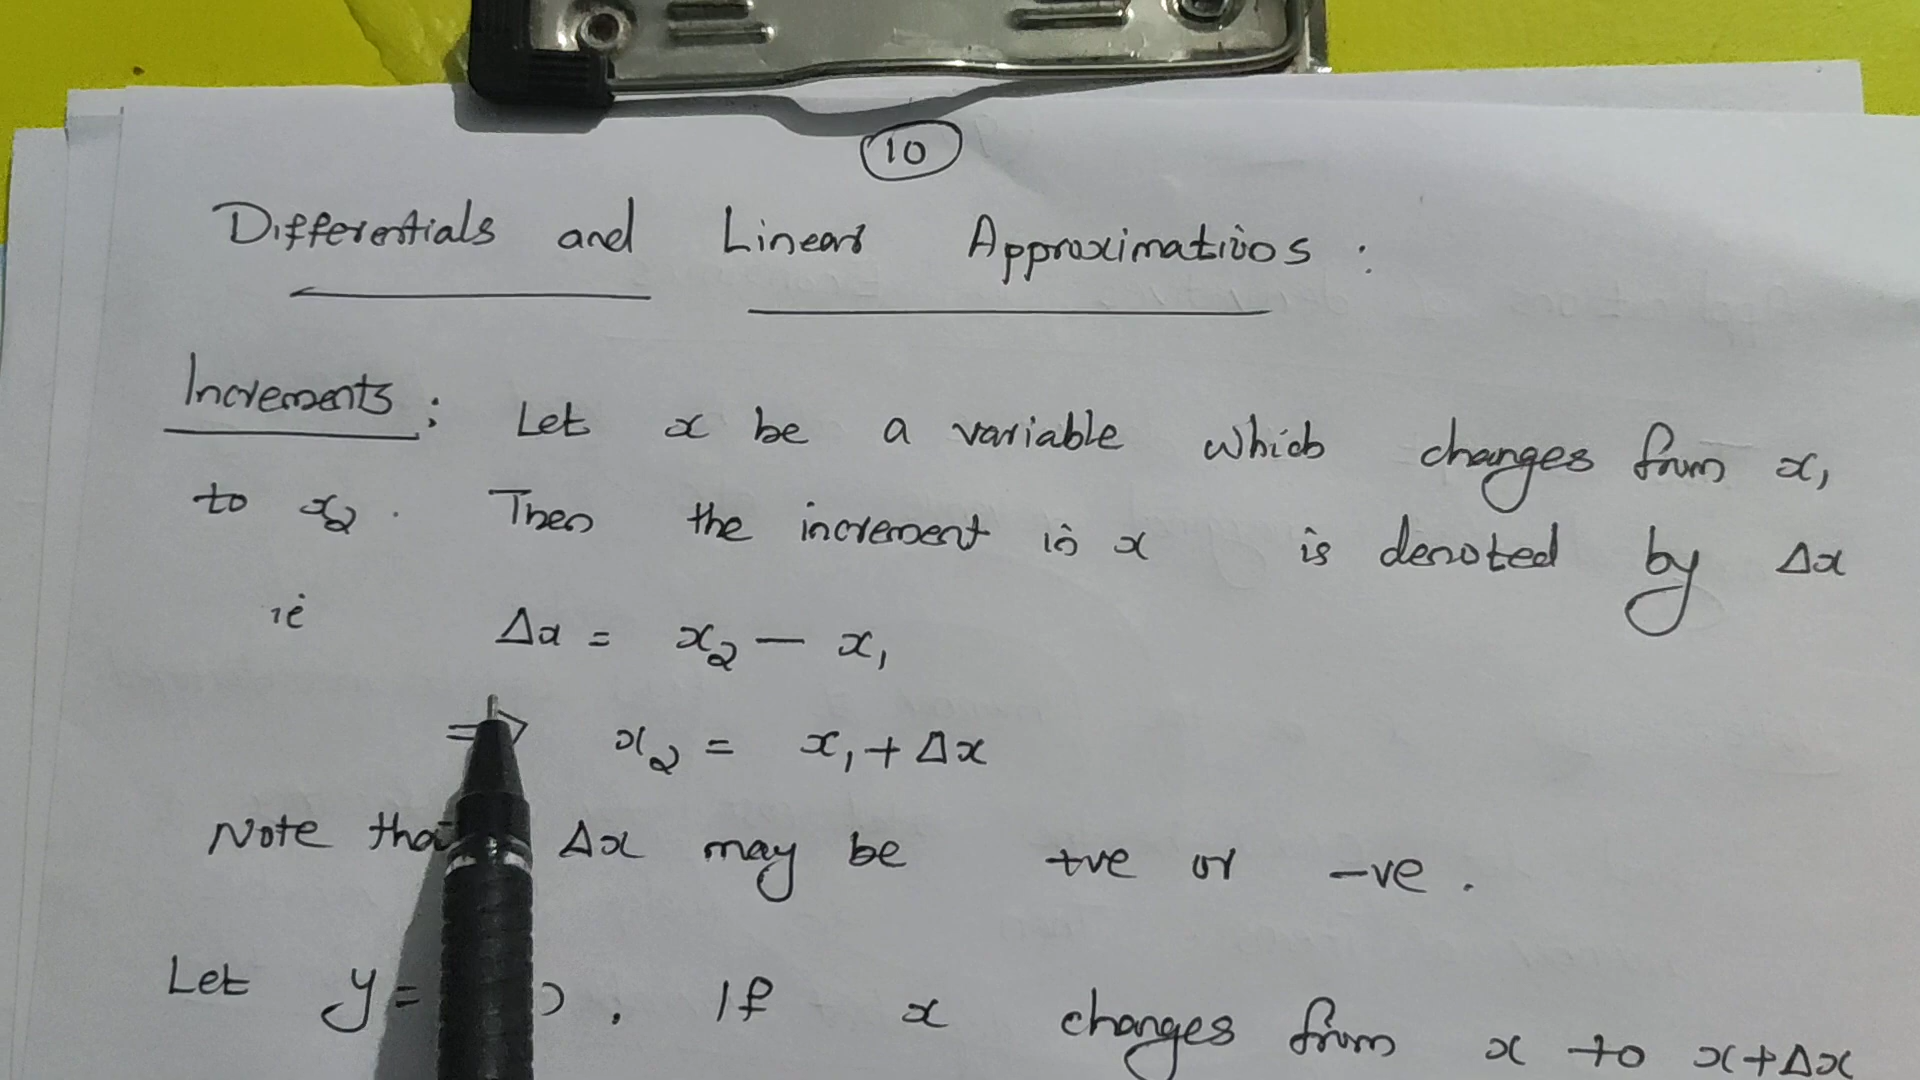 10
Differentials and Linear Approximations :
Increments : Let x be a variable which changes from x₁
to x₂ . Then the increment in x is denoted by Δx
ie Δx = x₂ − x₁
⇒ x₂ = x₁ + Δx
Note Δx may be +ve or −ve .
Let y = , If x changes from x to x+Δx